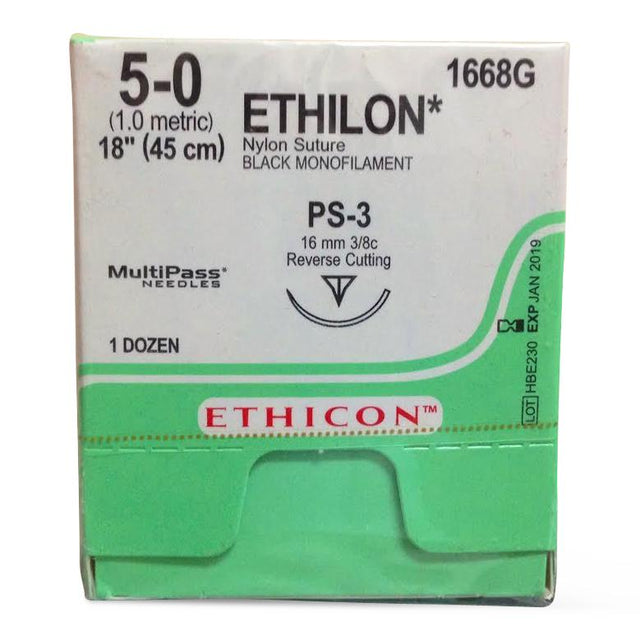 5-0
(1.0 metric)
18" (45 cm)
ETHILON*
Nylon Suture
BLACK MONOFILAMENT
1668G
PS-3
16 mm 3/8c
Reverse Cutting
MultiPass*
NEEDLES
1 DOZEN
LOT HBE230 EXP JAN 2019
ETHICON™